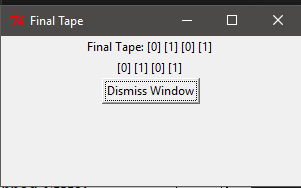 Final Tape
Final Tape: [0] [1] [0] [1]
[0] [1] [0] [1]
Dismiss Window